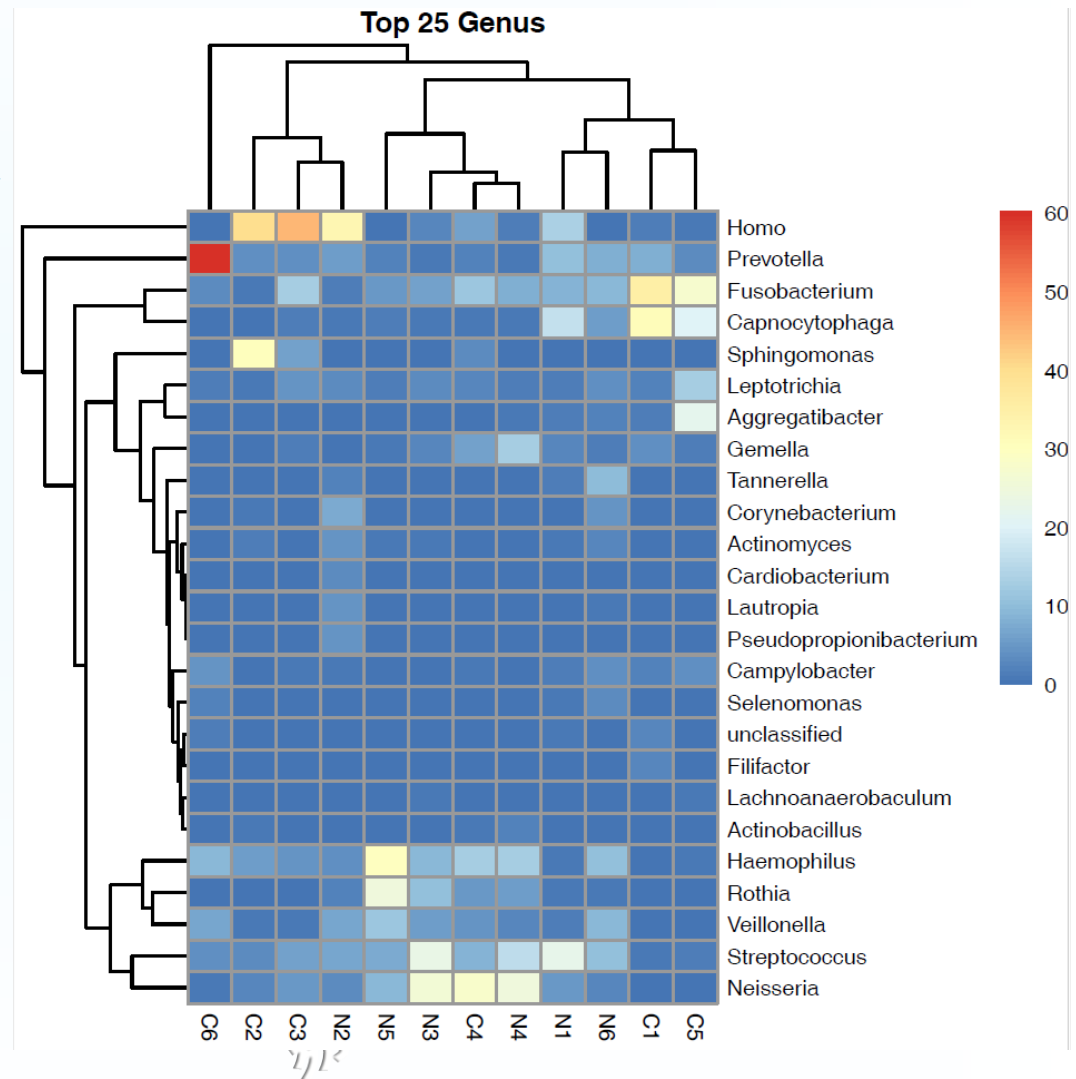 Top 25 Genus
Homo
Prevotella
Fusobacterium
Capnocytophaga
Sphingomonas
Leptotrichia
Aggregatibacter
Gemella
Tannerella
Corynebacterium
Actinomyces
Cardiobacterium
Lautropia
Pseudopropionibacterium
Campylobacter
Selenomonas
unclassified
Filifactor
Lachnoanaerobaculum
Actinobacillus
Haemophilus
Rothia
Veillonella
Streptococcus
Neisseria
60
50
40
30
20
10
0
C6
C2
C3
N2
N5
N3
C4
N4
N1
N6
C1
C5